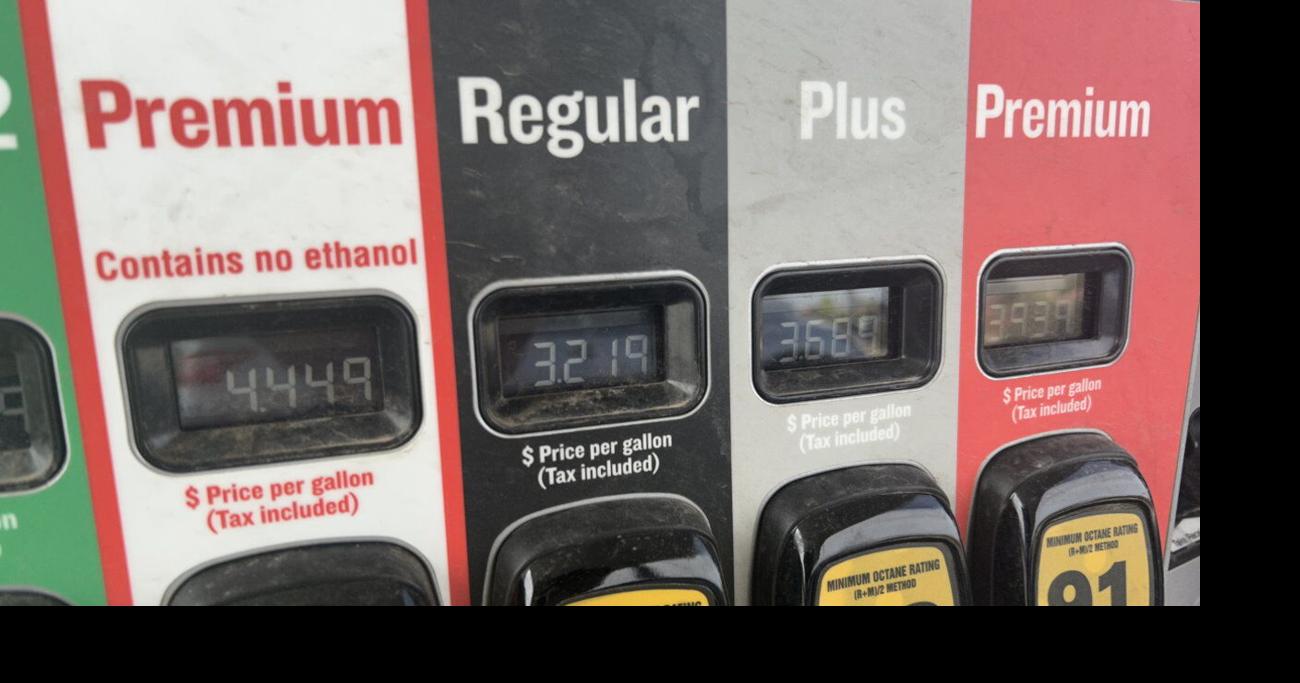 Premium
Contains no ethanol
4.449
$ Price per gallon
(Tax included)
Regular
3.219
$ Price per gallon
(Tax included)
Plus
3.689
$ Price per gallon
(Tax included)
MINIMUM OCTANE RATING
(R+M)/2 METHOD
Premium
3939
$ Price per gallon
(Tax included)
MINIMUM OCTANE RATING
(R+M)/2 METHOD
91